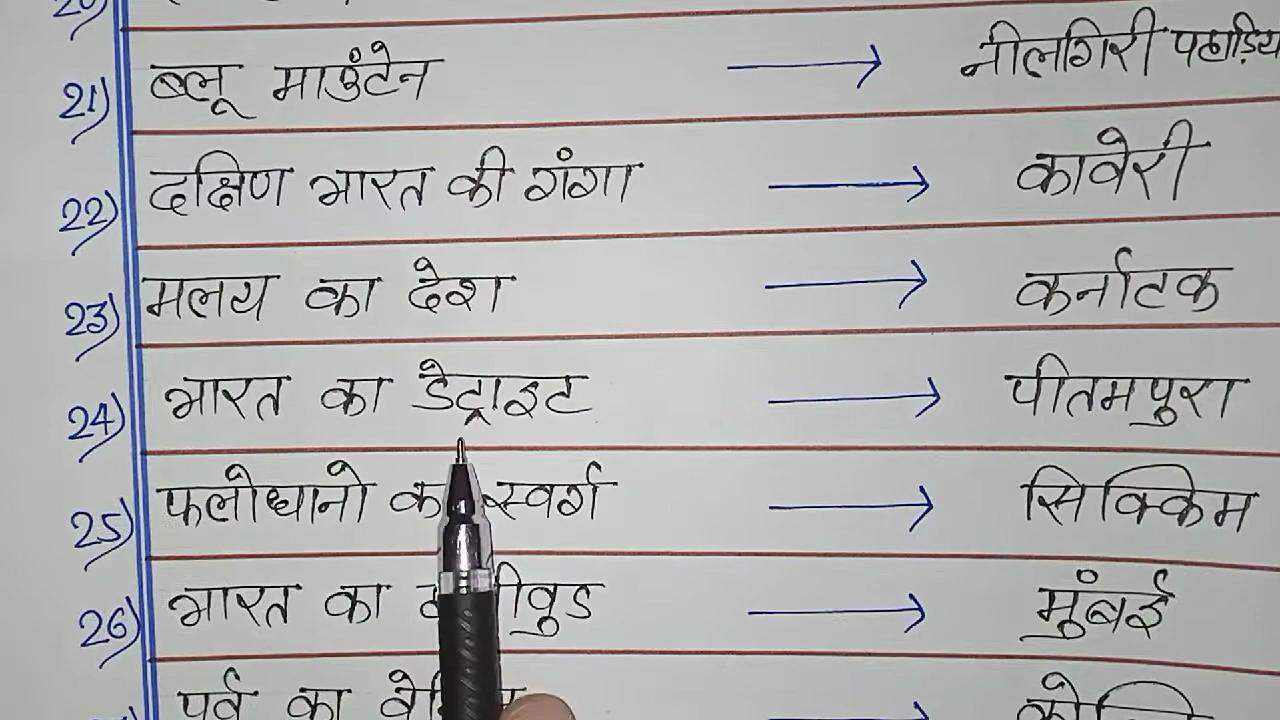 21) ब्लू माउंटेन → नीलगिरी पहाड़िय
22) दक्षिण भारत की गंगा → कावेरी
23) मलय का देश → कर्नाटक
24) भारत का डेट्राइट → पीतमपुरा
25) फलोधानो का स्वर्ग → सिक्किम
26) भारत का → मुंबई
पूर्व का